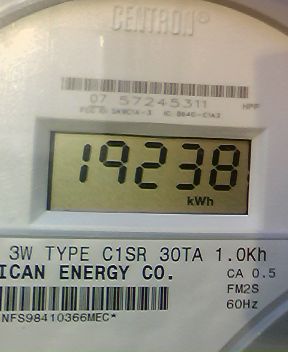 CENTRON®
07 57245311
19238
kWh
3W TYPE C1SR 30TA 1.0Kh
ICAN ENERGY CO.
CA 0.5
FM2S
60Hz
NFS98410366MEC*